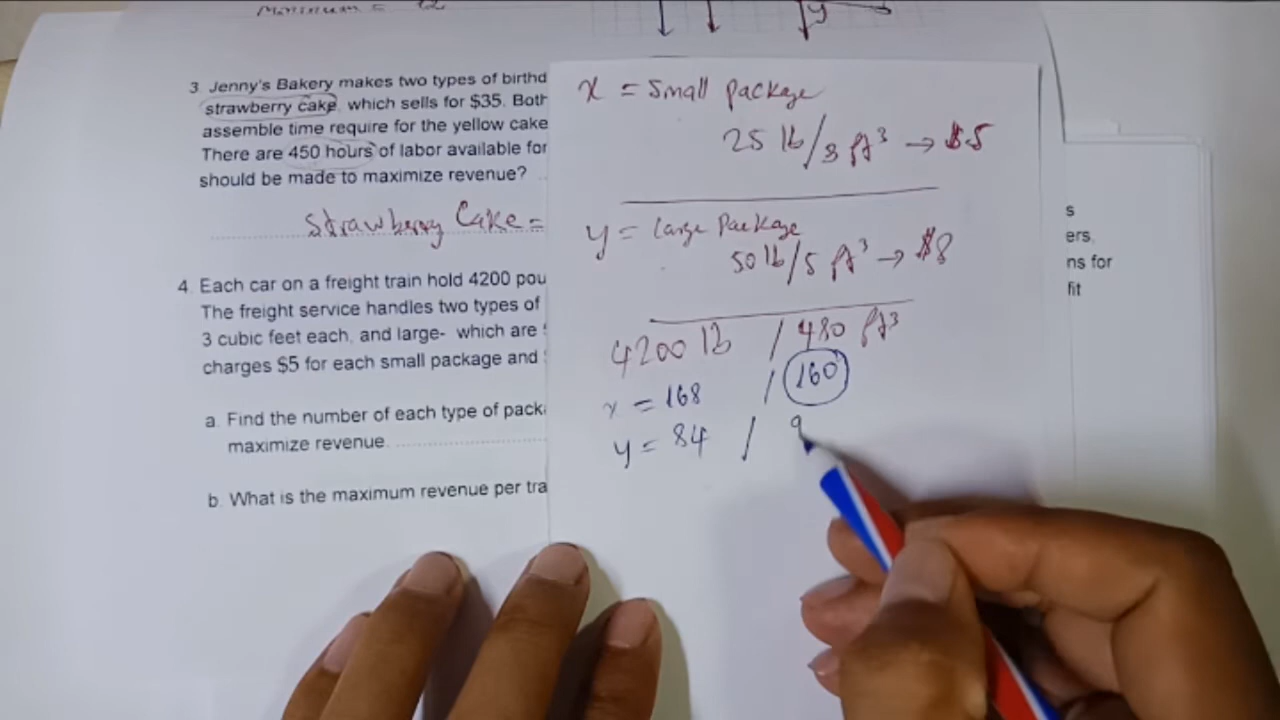 Minimum =
y
3. Jenny's Bakery makes two types of birthd
strawberry cake, which sells for $35. Both
assemble time require for the yellow cake
There are 450 hours of labor available for
should be made to maximize revenue?
Strawberry Cake =
4. Each car on a freight train hold 4200 pou
The freight service handles two types of
3 cubic feet each, and large- which are
charges $5 for each small package and
a. Find the number of each type of pack
maximize revenue.
b. What is the maximum revenue per tra
x = Small Package
25 lb/3 ft³ → $5
y = Large Package
50 lb/5 ft³ → $8
4200 lb / 480 ft³
x = 168 / 160
y = 84 / 9
s
ers,
ns for
fit